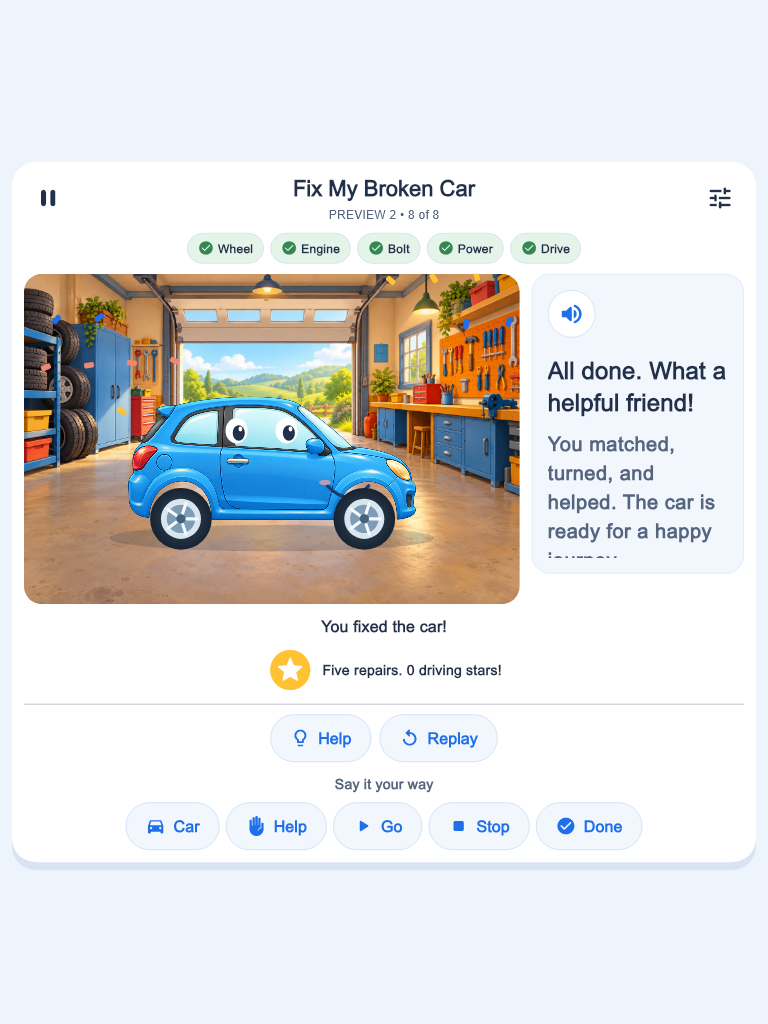 Fix My Broken Car
PREVIEW 2 • 8 of 8
Wheel
Engine
Bolt
Power
Drive
All done. What a
helpful friend!
You matched,
turned, and
helped. The car is
ready for a happy
You fixed the car!
Five repairs. 0 driving stars!
Help
Replay
Say it your way
Car
Help
Go
Stop
Done